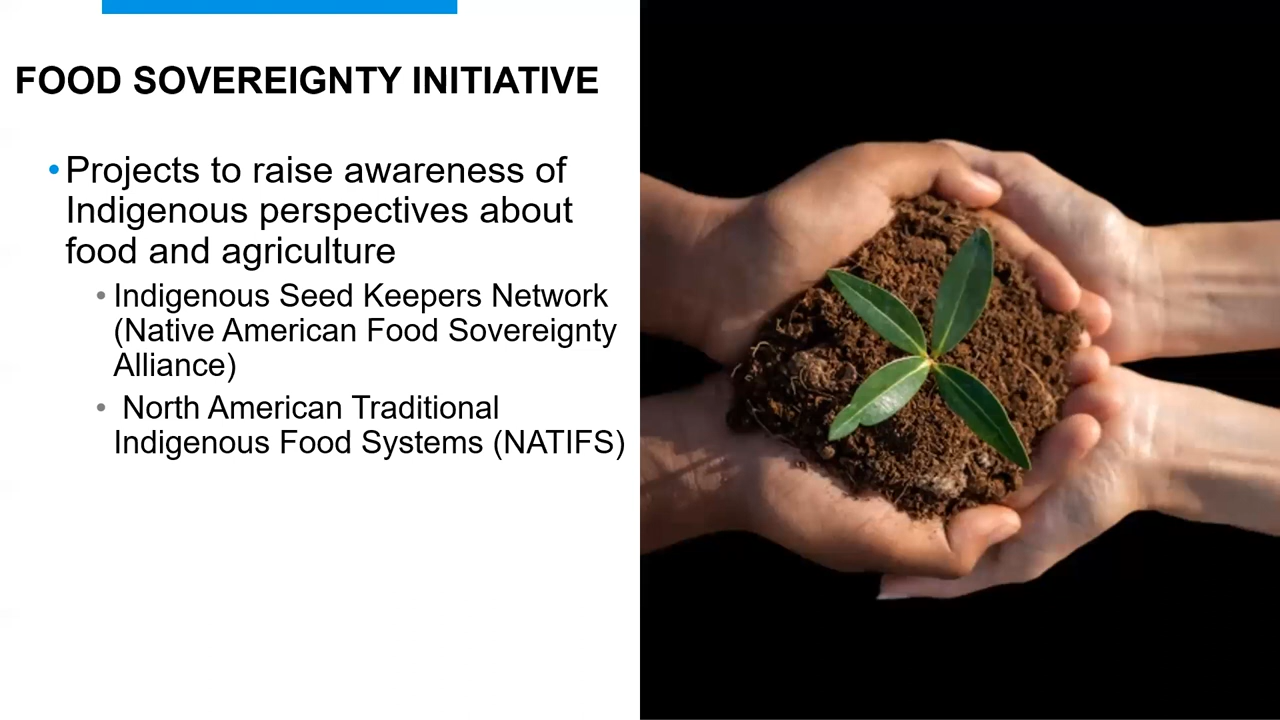 FOOD SOVEREIGNTY INITIATIVE
• Projects to raise awareness of
Indigenous perspectives about
food and agriculture
• Indigenous Seed Keepers Network
(Native American Food Sovereignty
Alliance)
• North American Traditional
Indigenous Food Systems (NATIFS)